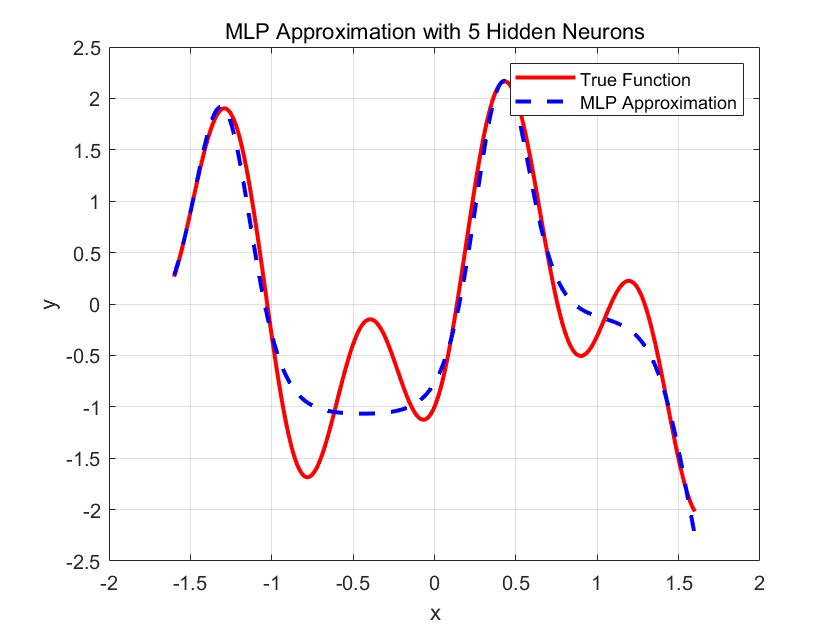 MLP Approximation with 5 Hidden Neurons
True Function
MLP Approximation
2.5
2
1.5
1
0.5
0
-0.5
-1
-1.5
-2
-2.5
y
-2 -1.5 -1 -0.5 0 0.5 1 1.5 2
x